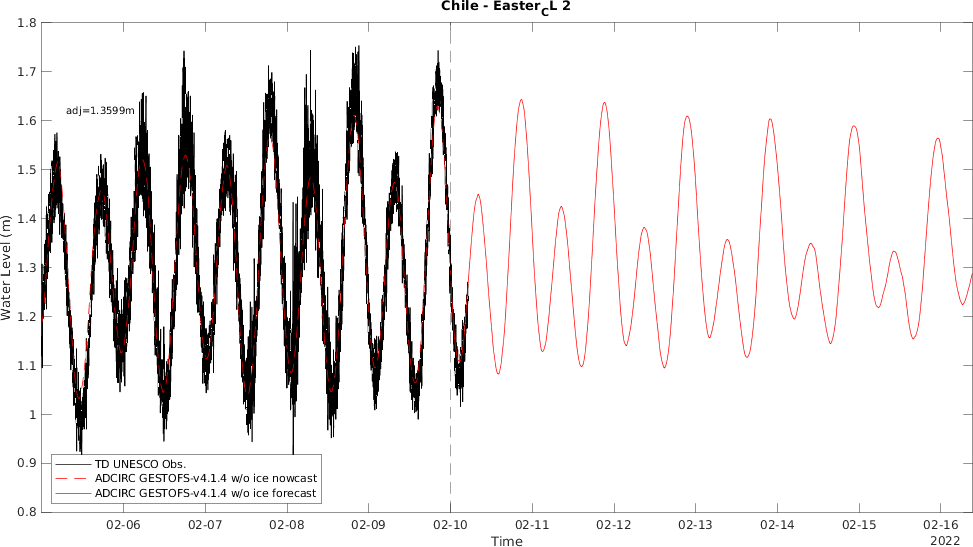 Chile - EasterCL 2
1.8
1.7
1.6
1.5
1.4
1.3
1.2
1.1
1
0.9
0.8
Water Level (m)
adj=1.3599m
TD UNESCO Obs.
ADCIRC GESTOFS-v4.1.4 w/o ice nowcast
ADCIRC GESTOFS-v4.1.4 w/o ice forecast
02-06 02-07 02-08 02-09 02-10 02-11 02-12 02-13 02-14 02-15 02-16
Time
2022